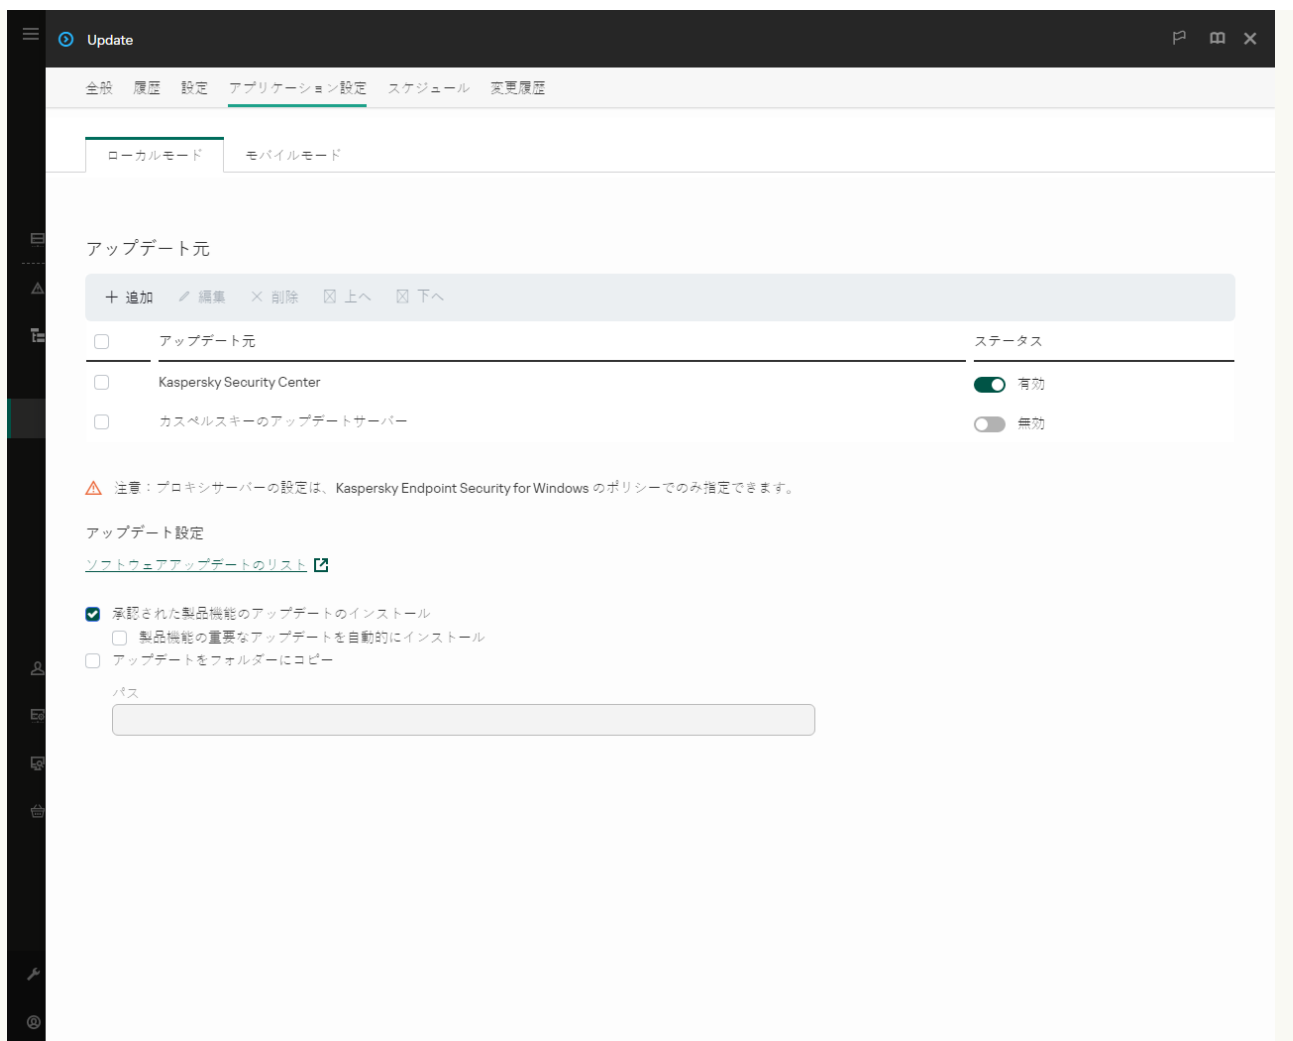 Update
全般 履歴 設定 アプリケーション設定 スケジュール 変更履歴
ローカルモード モバイルモード
アップデート元
追加 編集 削除 上へ 下へ
アップデート元 ステータス
Kaspersky Security Center 有効
カスペルスキーのアップデートサーバー 無効
注意：プロキシサーバーの設定は、Kaspersky Endpoint Security for Windows のポリシーでのみ指定できます。
アップデート設定
ソフトウェアアップデートのリスト
承認された製品機能のアップデートのインストール
製品機能の重要なアップデートを自動的にインストール
アップデートをフォルダーにコピー
パス